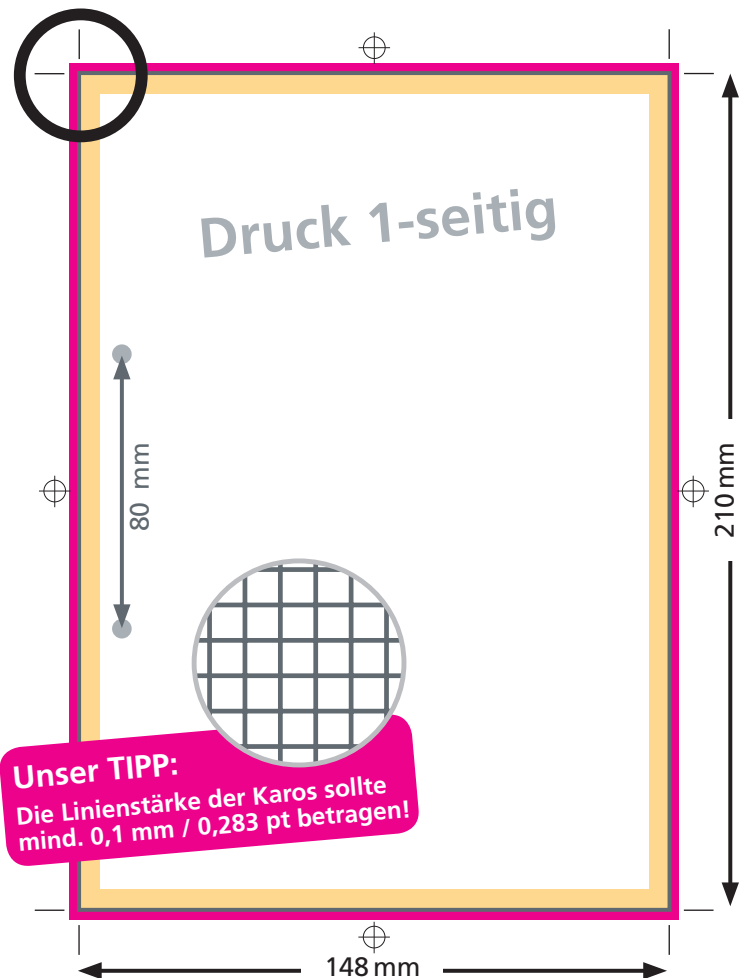 Druck 1-seitig
80 mm
210 mm
Unser TIPP:
Die Linienstärke der Karos sollte
mind. 0,1 mm / 0,283 pt betragen!
148 mm